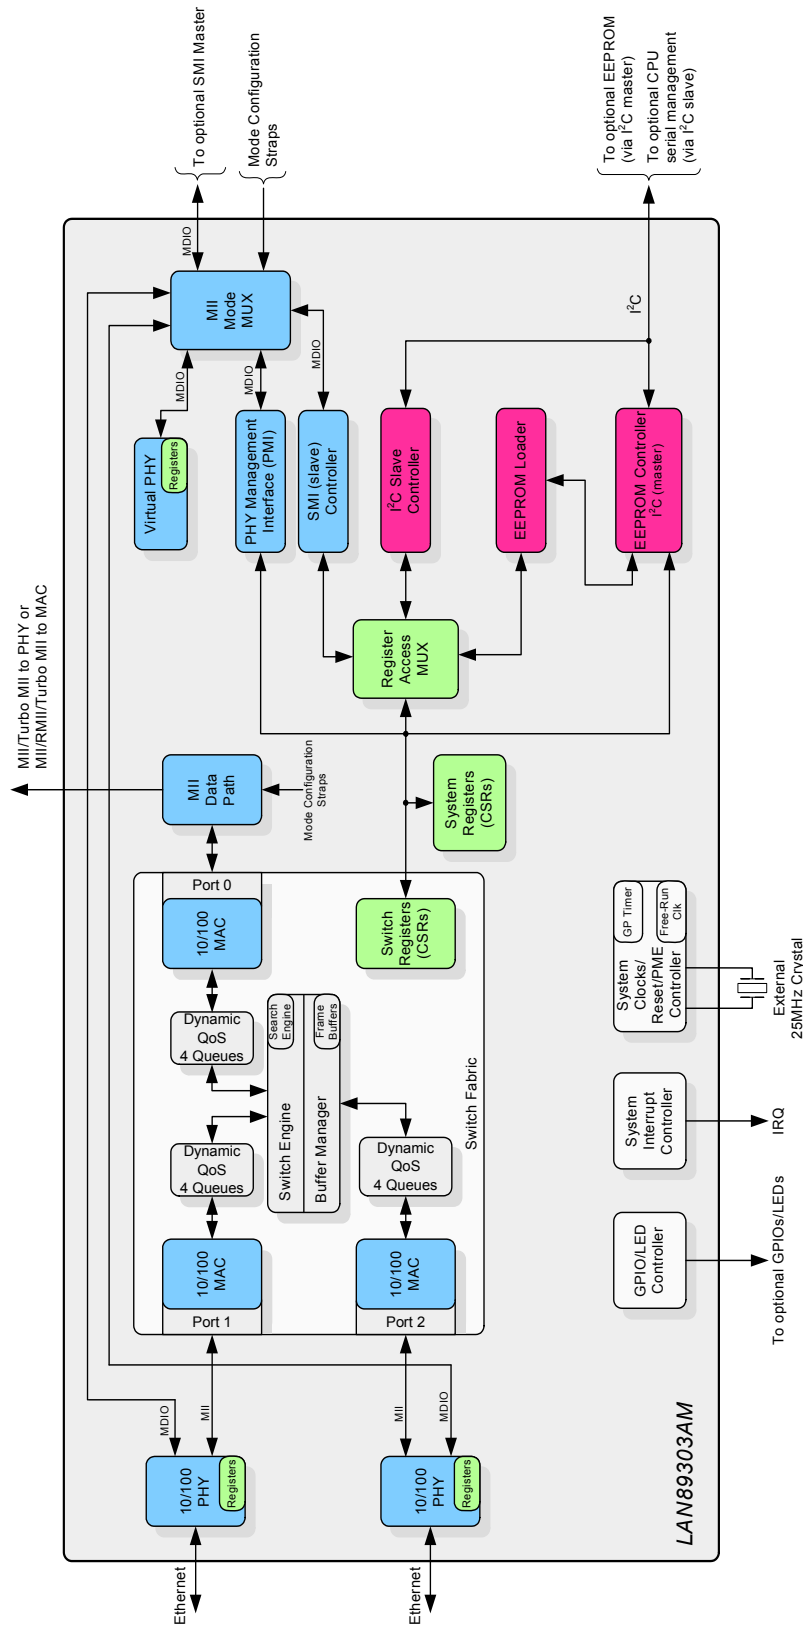 Ethernet
10/100
PHY
Registers
MDIO
MII
Port 1
10/100
MAC
Dynamic
QoS
4 Queues
Dynamic
QoS
4 Queues
10/100
MAC
Port 0
MII
Data
Path
MII/Turbo MII to PHY or
MII/RMII/Turbo MII to MAC
Mode Configuration
Straps
Switch Engine
Buffer Manager
Search
Engine
Frame
Buffers
Ethernet
10/100
PHY
Registers
MII
MDIO
Port 2
10/100
MAC
Dynamic
QoS
4 Queues
Switch Fabric
Switch
Registers
(CSRs)
System
Registers
(CSRs)
Register
Access
MUX
Virtual PHY
Registers
MDIO
PHY Management
Interface (PMI)
MDIO
SMI (slave)
Controller
MDIO
MII
Mode
MUX
MDIO
To optional SMI Master
Mode Configuration
Straps
I²C Slave
Controller
EEPROM Loader
EEPROM Controller
I²C (master)
I²C
To optional EEPROM
(via I²C master)
To optional CPU
serial management
(via I²C slave)
LAN89303AM
GPIO/LED
Controller
To optional GPIOs/LEDs
System
Interrupt
Controller
IRQ
System
Clocks/
Reset/PME
Controller
GP Timer
Free-Run
Clk
External
25MHz Crystal